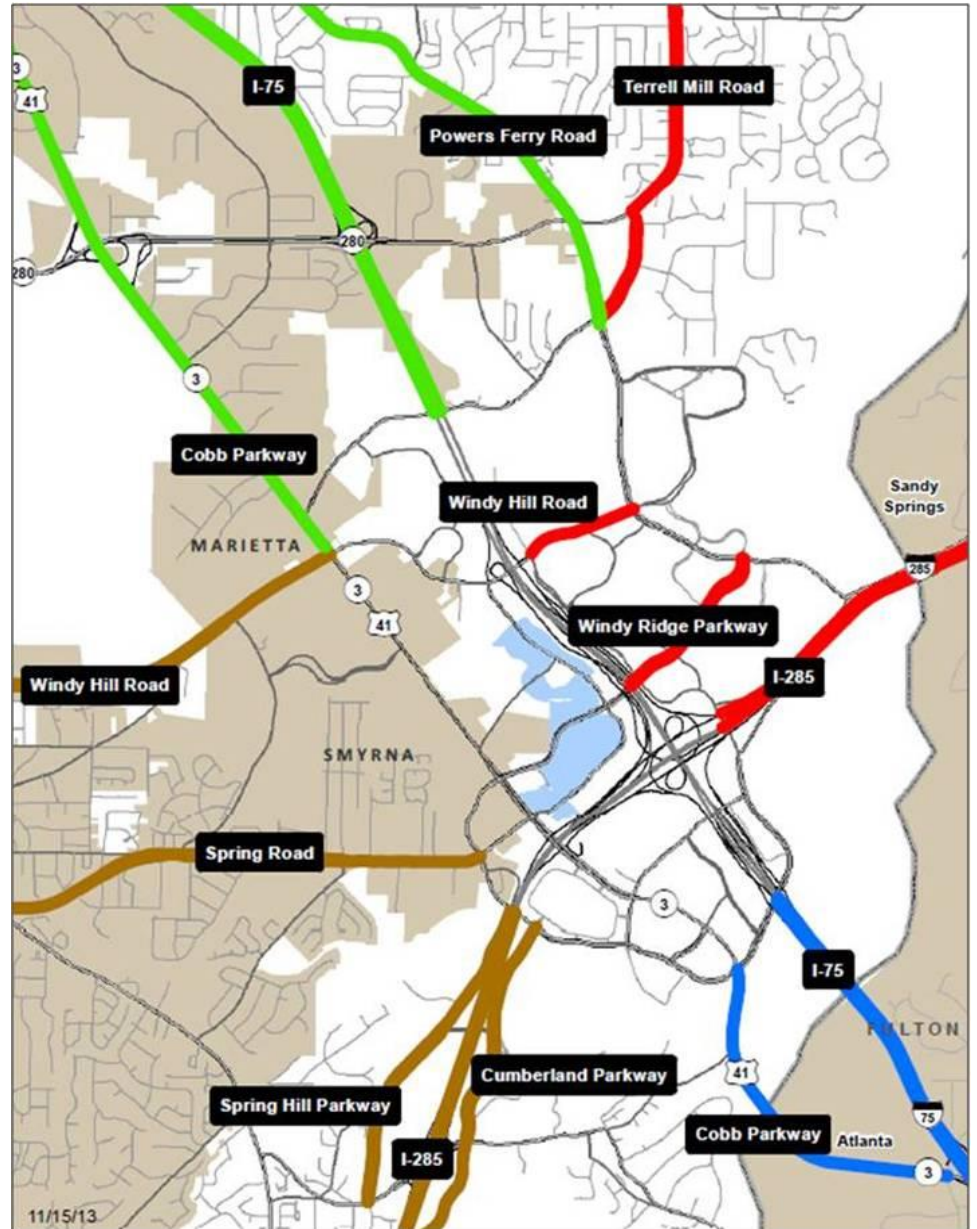 3
41
I-75
Terrell Mill Road
Powers Ferry Road
280
280
3
Cobb Parkway
Windy Hill Road
Sandy
Springs
MARIETTA
285
3
41
Windy Ridge Parkway
I-285
Windy Hill Road
SMYRNA
Spring Road
3
I-75
FULTON
41
Cumberland Parkway
Spring Hill Parkway
75
Cobb Parkway
Atlanta
I-285
3
11/15/13